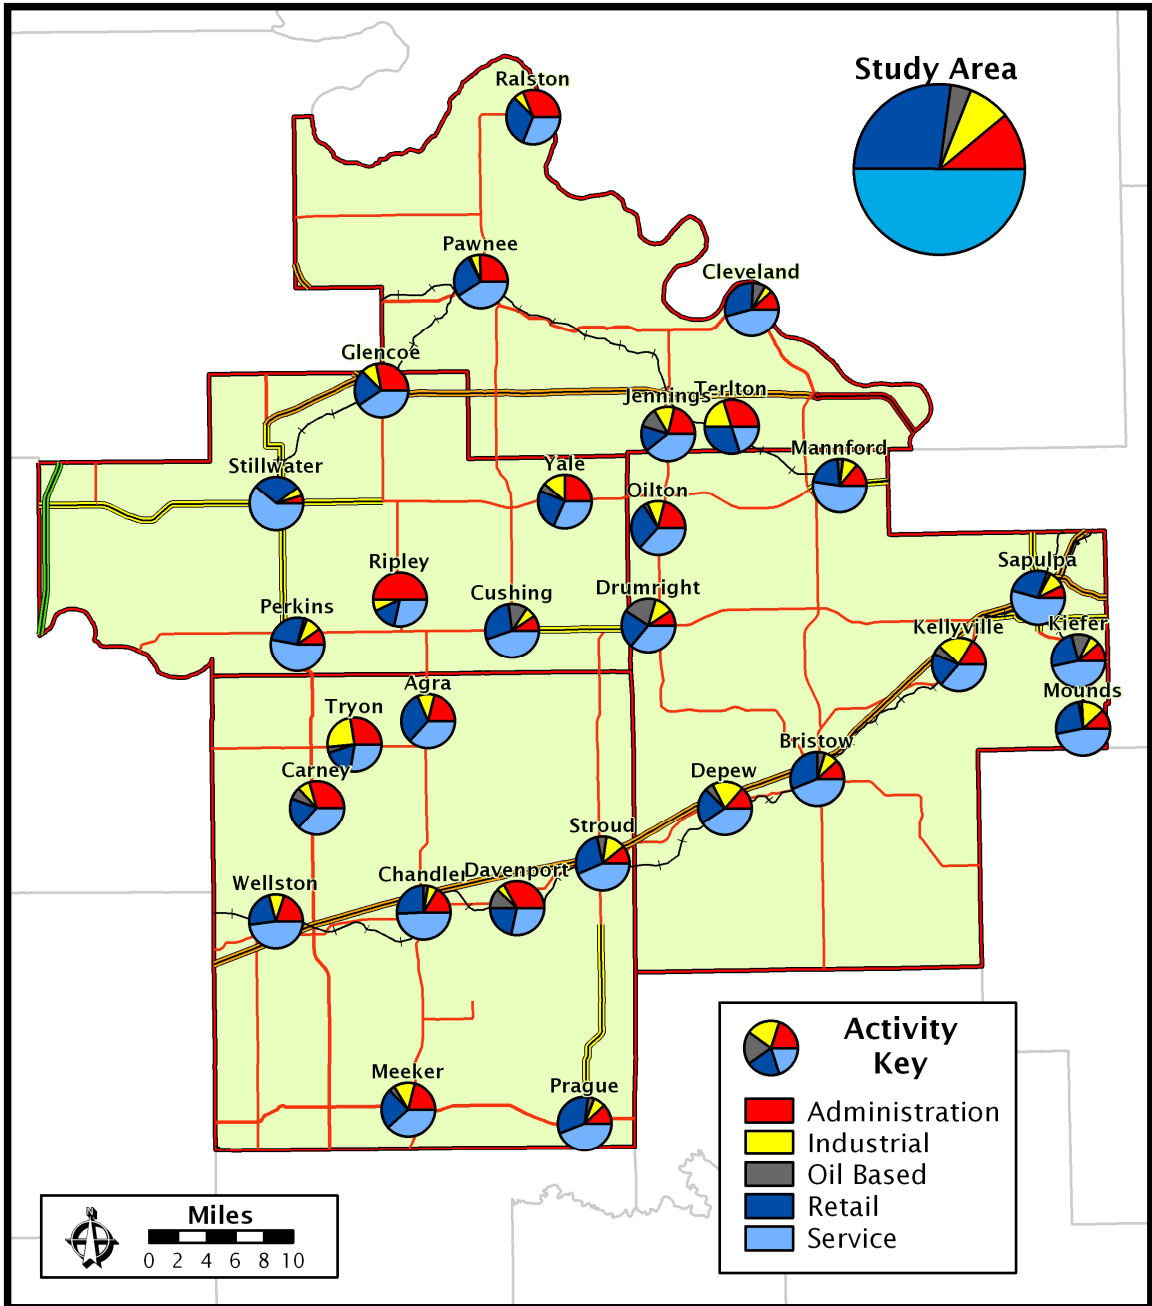 Study Area
Ralston
Pawnee
Cleveland
Glencoe
Jennings
Terlton
Mannford
Stillwater
Yale
Oilton
Sapulpa
Ripley
Cushing
Drumright
Perkins
Kellyville
Kiefer
Agra
Mounds
Tryon
Bristow
Carney
Depew
Stroud
Wellston
Chandler
Davenport
Meeker
Prague
Activity
Key
Administration
Industrial
Oil Based
Retail
Service
N
Miles
0 2 4 6 8 10